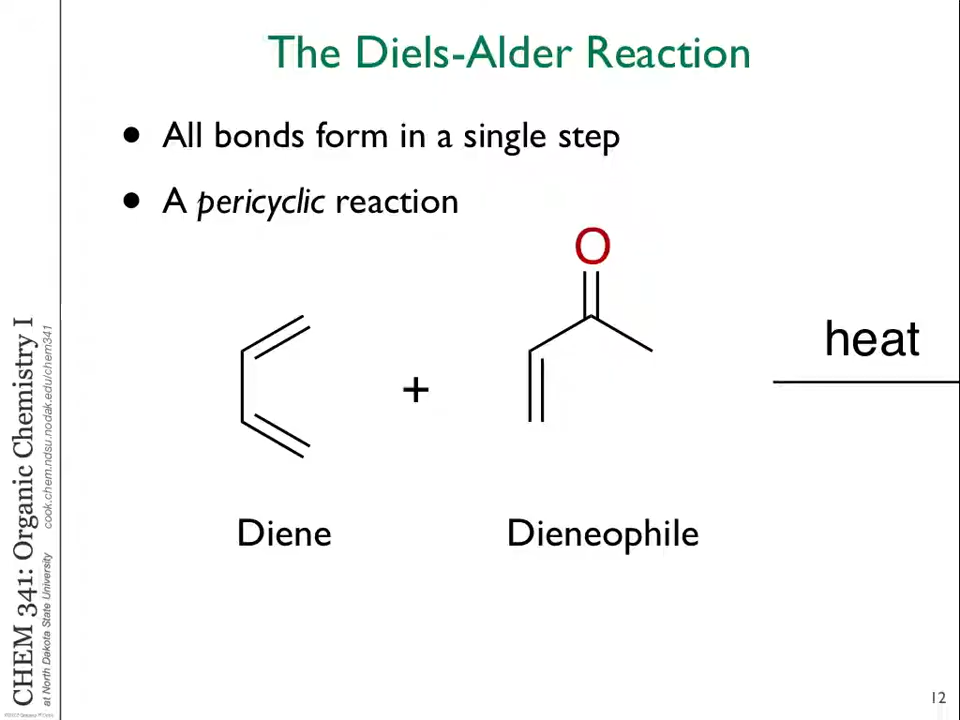 The Diels-Alder Reaction
• All bonds form in a single step
• A pericyclic reaction
O
heat
+
Diene
Dieneophile
CHEM 341: Organic Chemistry I
at North Dakota State University
cook.chem.ndsu.nodak.edu/chem341
12